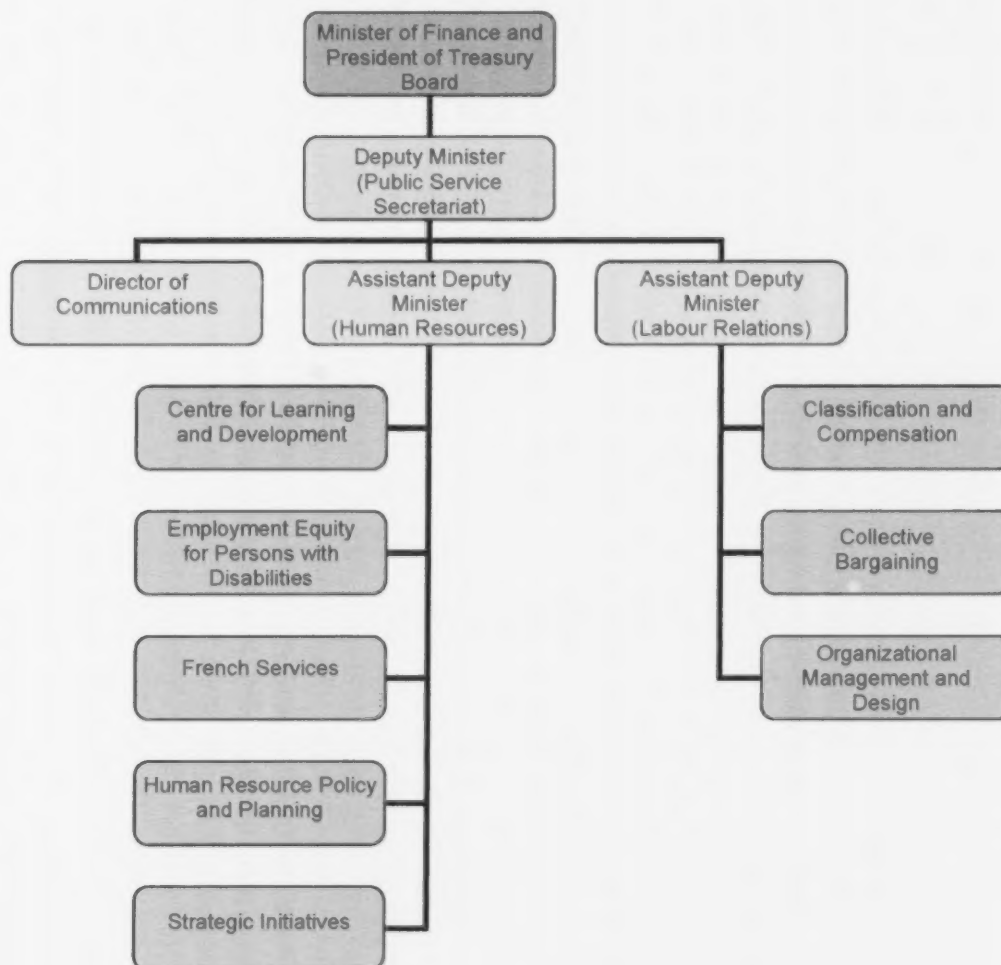 Minister of Finance and
President of Treasury
Board
Deputy Minister
(Public Service
Secretariat)
Director of
Communications
Assistant Deputy
Minister
(Human Resources)
Assistant Deputy
Minister
(Labour Relations)
Centre for Learning
and Development
Employment Equity
for Persons with
Disabilities
French Services
Human Resource Policy
and Planning
Strategic Initiatives
Classification and
Compensation
Collective
Bargaining
Organizational
Management and
Design